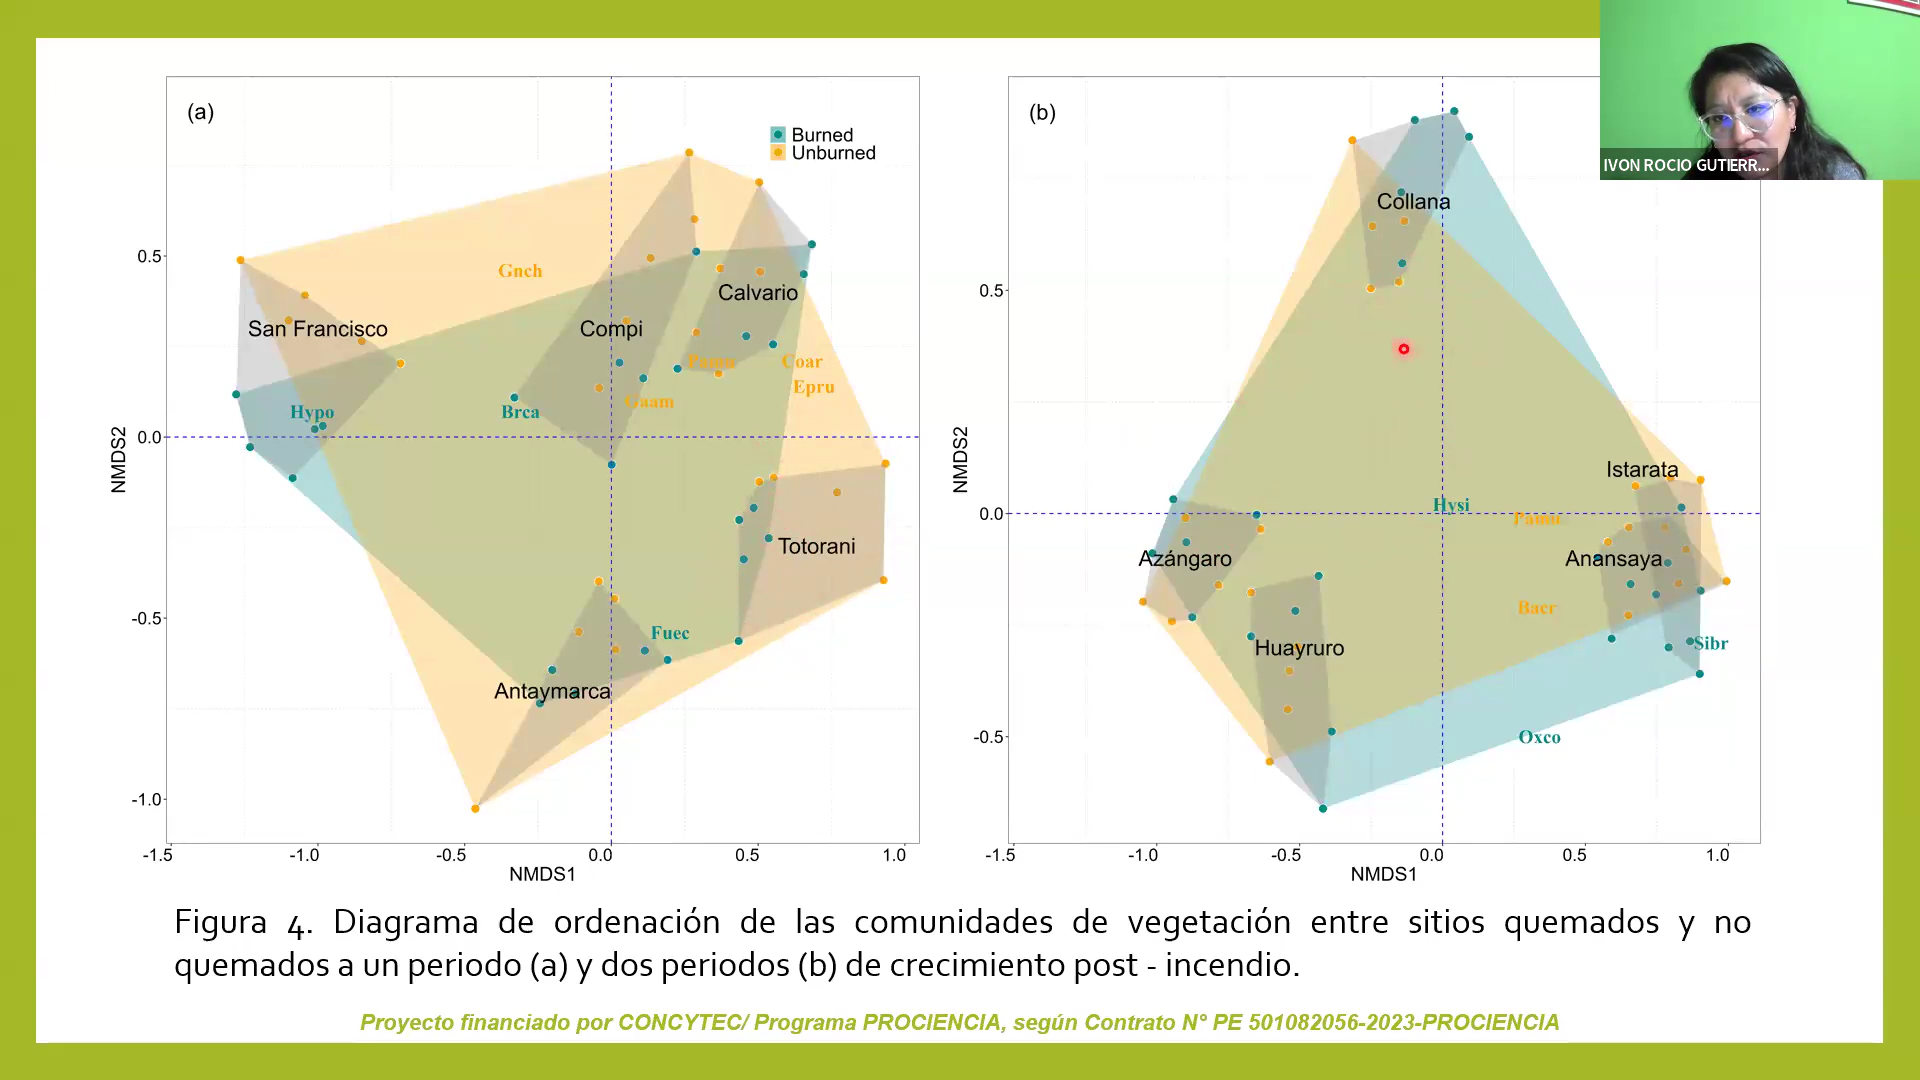 (a)
Burned
Unburned
Gnch
0.5
San Francisco
Compi
Calvario
Pamu
Coar
Epru
Hypo
Brca
Gaam
0.0
NMDS2
Totorani
-0.5
Fuec
Antaymarca
-1.0
-1.5 -1.0 -0.5 0.0 0.5 1.0
NMDS1
(b)
Collana
0.5
Istarata
Hysi
0.0
NMDS2
Azángaro
Anansaya
Bacr
Huayruro
Sibr
-0.5
Oxco
-1.5 -1.0 -0.5 0.0 0.5 1.0
NMDS1
IVON ROCIO GUTIERR...
Figura 4. Diagrama de ordenación de las comunidades de vegetación entre sitios quemados y no
quemados a un periodo (a) y dos periodos (b) de crecimiento post - incendio.
Proyecto financiado por CONCYTEC/ Programa PROCIENCIA, según Contrato N° PE 501082056-2023-PROCIENCIA